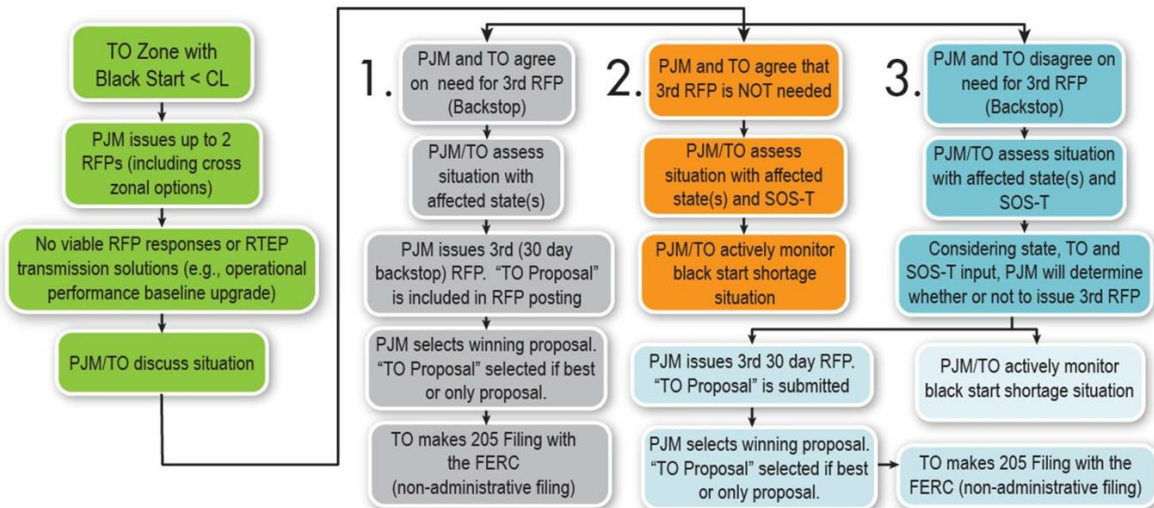 TO Zone with
Black Start < CL
PJM issues up to 2
RFPs (including cross
zonal options)
No viable RFP responses or RTEP
transmission solutions (e.g., operational
performance baseline upgrade)
PJM/TO discuss situation
1.
PJM and TO agree
on need for 3rd RFP
(Backstop)
PJM/TO assess
situation with
affected state(s)
PJM issues 3rd (30 day
backstop) RFP. “TO Proposal”
is included in RFP posting
PJM selects winning proposal.
“TO Proposal” selected if best
or only proposal.
TO makes 205 Filing with
the FERC
(non-administrative filing)
2.
PJM and TO agree that
3rd RFP is NOT needed
PJM/TO assess
situation with affected
state(s) and SOS-T
PJM/TO actively monitor
black start shortage
situation
3.
PJM and TO disagree on
need for 3rd RFP
(Backstop)
PJM/TO assess situation
with affected state(s) and
SOS-T
Considering state, TO and
SOS-T input, PJM will determine
whether or not to issue 3rd RFP
PJM issues 3rd 30 day RFP.
“TO Proposal” is submitted
PJM selects winning proposal.
“TO Proposal” selected if best
or only proposal.
TO makes 205 Filing with the
FERC (non-administrative filing)
PJM/TO actively monitor
black start shortage situation